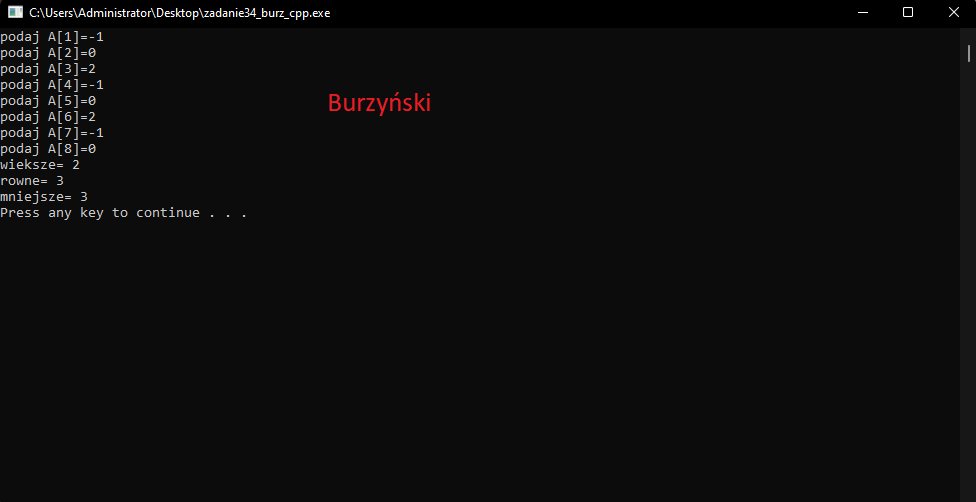 C:\Users\Administrator\Desktop\zadanie34_burz_cpp.exe
podaj A[1]=-1
podaj A[2]=0
podaj A[3]=2
podaj A[4]=-1
podaj A[5]=0
podaj A[6]=2
podaj A[7]=-1
podaj A[8]=0
wieksze= 2
rowne= 3
mniejsze= 3
Press any key to continue . . .
Burzyński